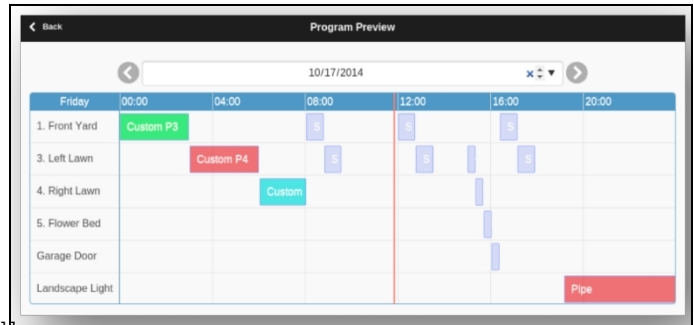 Back
Program Preview
10/17/2014
Friday 00:00 04:00 08:00 12:00 16:00 20:00
1. Front Yard Custom P3 S S S
3. Left Lawn Custom P4 S S S
4. Right Lawn Custom
5. Flower Bed
Garage Door
Landscape Light Pipe